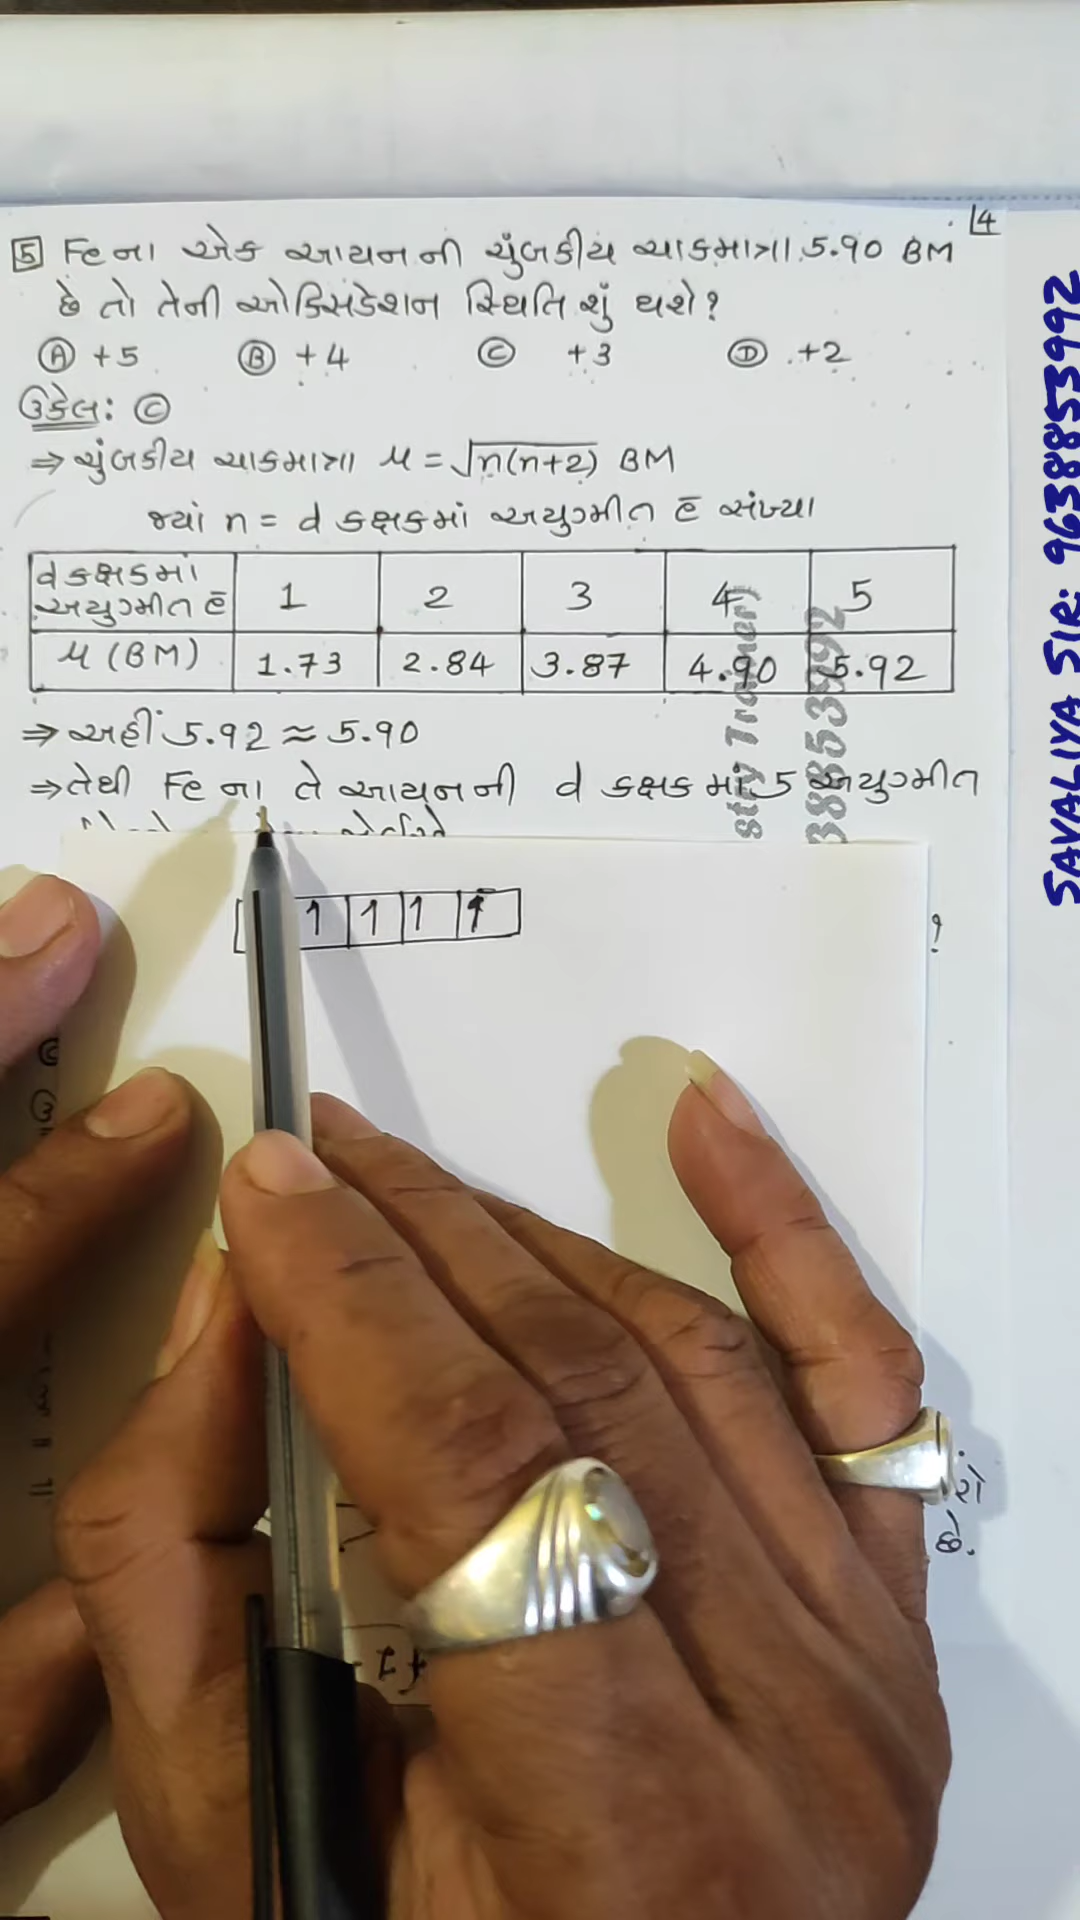 4
5 Feના એક આયનની ચુંબકીય ચાકમાત્રા 5.90 BM
છે તો તેની ઓક્સિડેશન સ્થિતિ શું થશે?
Ⓐ +5 Ⓑ +4 Ⓒ +3 Ⓓ +2
ઉકેલ: Ⓒ
⇒ ચુંબકીય ચાકમાત્રા μ = √n(n+2) BM
જ્યાં n = d કક્ષકમાં અયુગ્મીત ē સંખ્યા
d કક્ષકમાં અયુગ્મીત ē 1 2 3 4 5
μ (BM) 1.73 2.84 3.87 4.90 5.92
⇒ અહીં 5.92 ≈ 5.90
⇒ તેથી Fe ના તે આયનની d કક્ષકમાં 5 અયુગ્મીત
1 1 1 1
?
છે.
SAVALIYA SIR: 9638853992